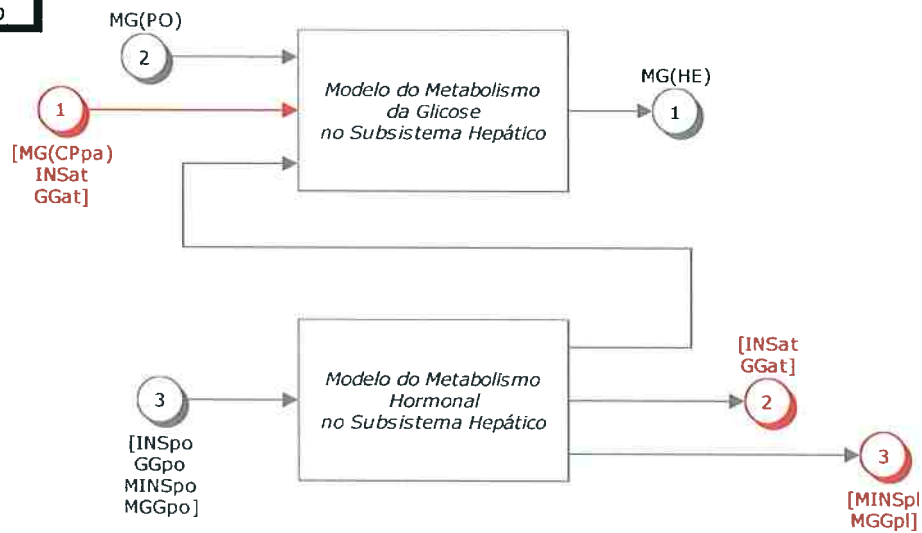 MG(PO)
2
1
[MG(CPpa)
INSat
GGat]
Modelo do Metabolismo
da Glicose
no Subsistema Hepático
MG(HE)
1
3
[INSpo
GGpo
MINSpo
MGGpo]
Modelo do Metabolismo
Hormonal
no Subsistema Hepático
[INSat
GGat]
2
3
[MINSpl
MGGpl]